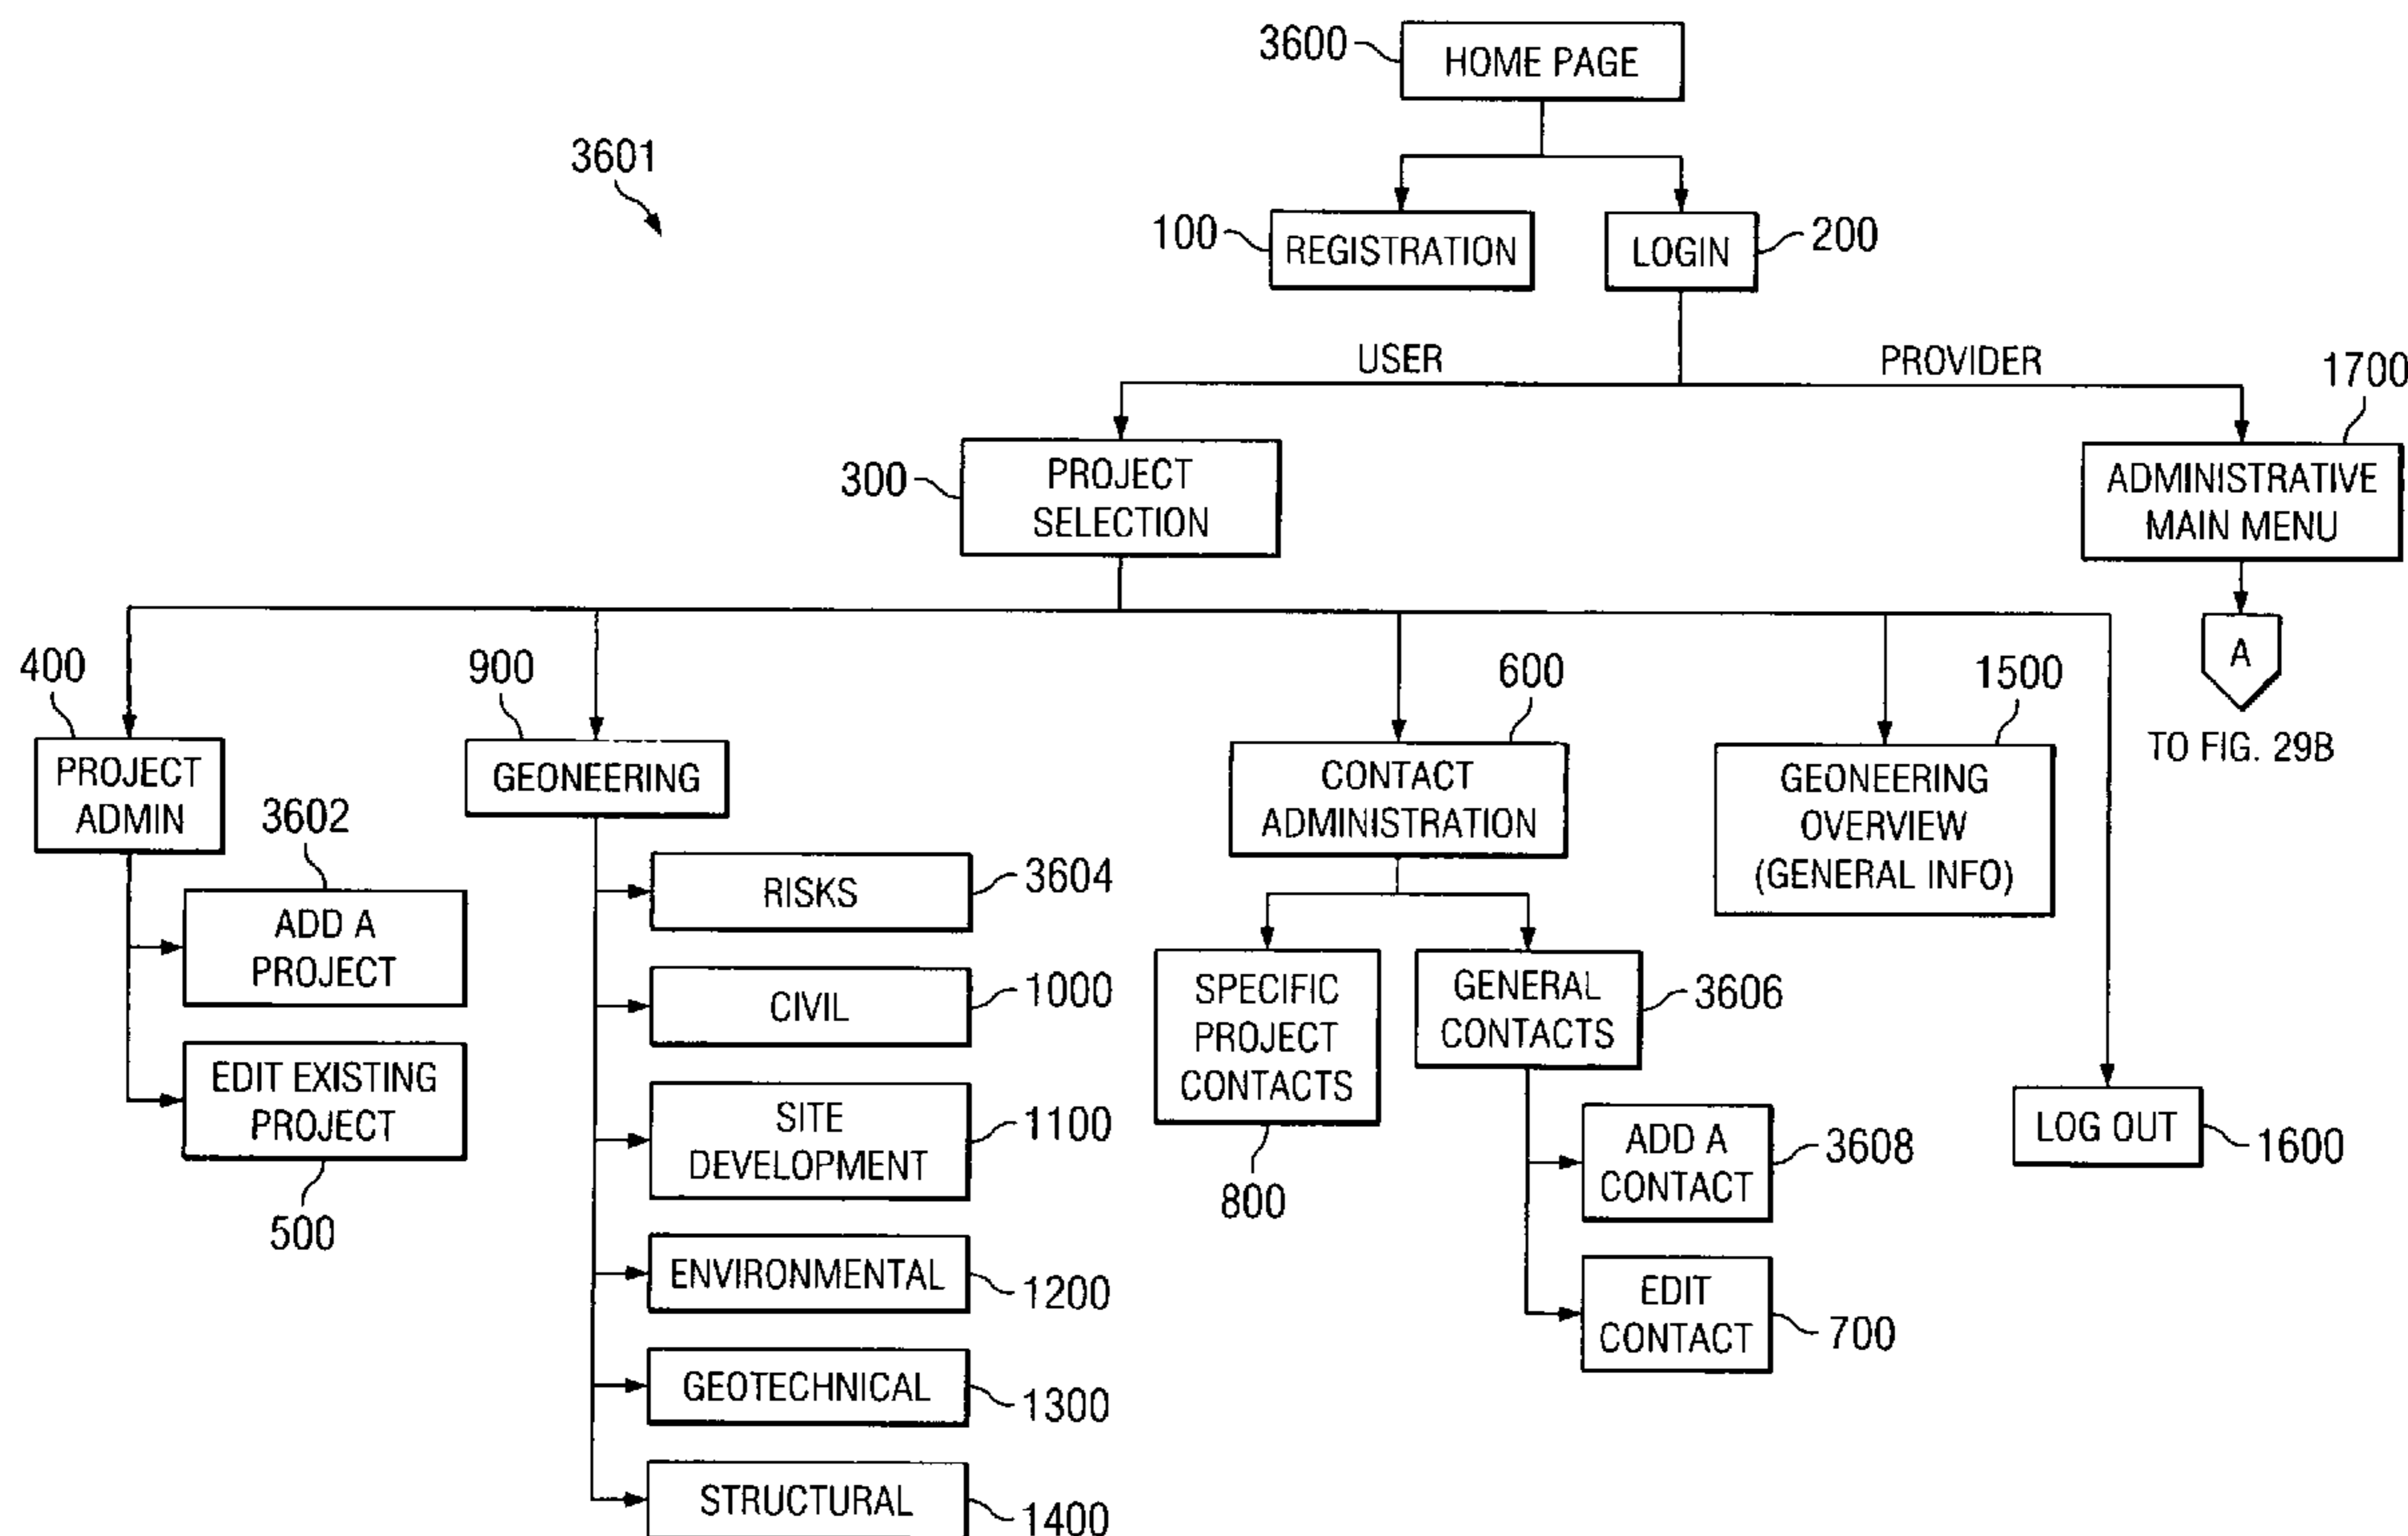 3600
HOME PAGE
3601
100
REGISTRATION
LOGIN
200
USER
PROVIDER
1700
300
PROJECT
SELECTION
ADMINISTRATIVE
MAIN MENU
A
TO FIG. 29B
400
PROJECT
ADMIN
900
GEONEERING
600
CONTACT
ADMINISTRATION
1500
GEONEERING
OVERVIEW
(GENERAL INFO)
3602
ADD A
PROJECT
EDIT EXISTING
PROJECT
500
RISKS
3604
CIVIL
1000
SITE
DEVELOPMENT
1100
ENVIRONMENTAL
1200
GEOTECHNICAL
1300
STRUCTURAL
1400
SPECIFIC
PROJECT
CONTACTS
800
GENERAL
CONTACTS
3606
ADD A
CONTACT
3608
EDIT
CONTACT
700
LOG OUT
1600